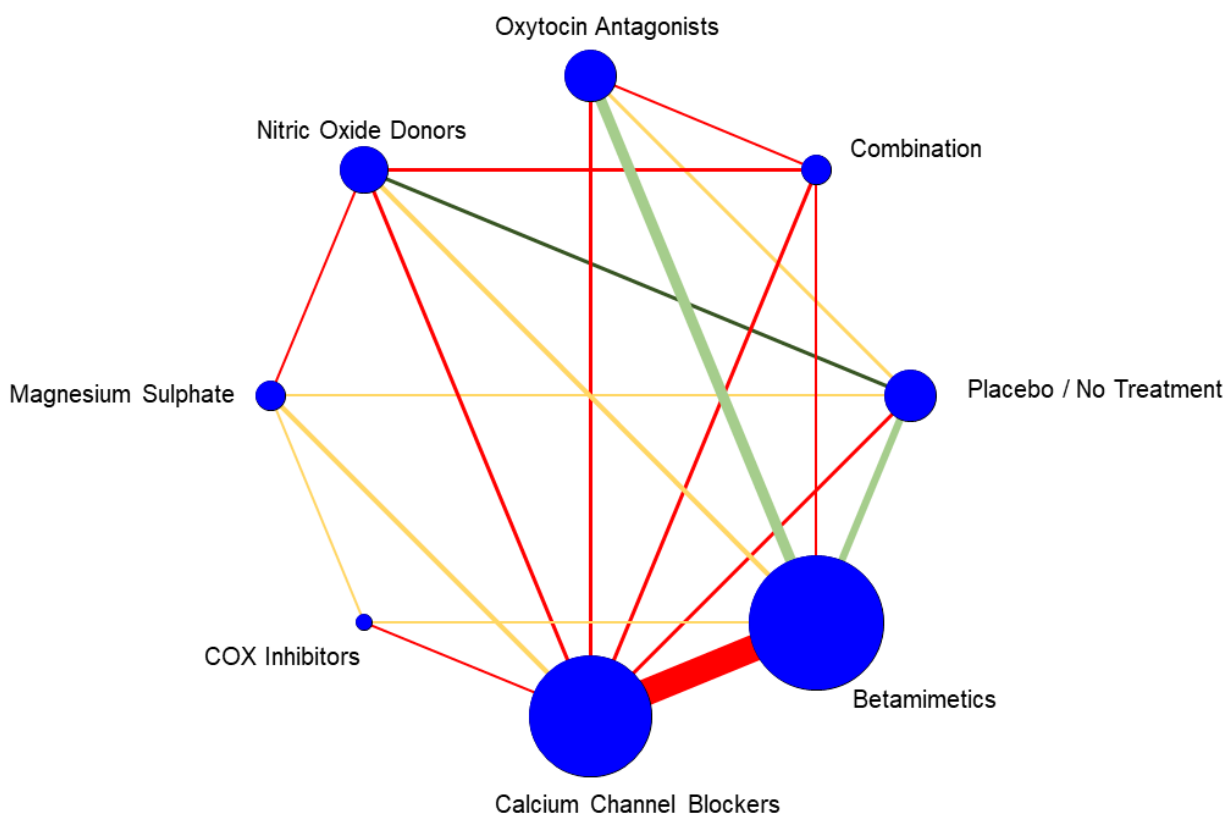 Oxytocin Antagonists
Nitric Oxide Donors
Combination
Magnesium Sulphate
Placebo / No Treatment
COX Inhibitors
Betamimetics
Calcium Channel Blockers